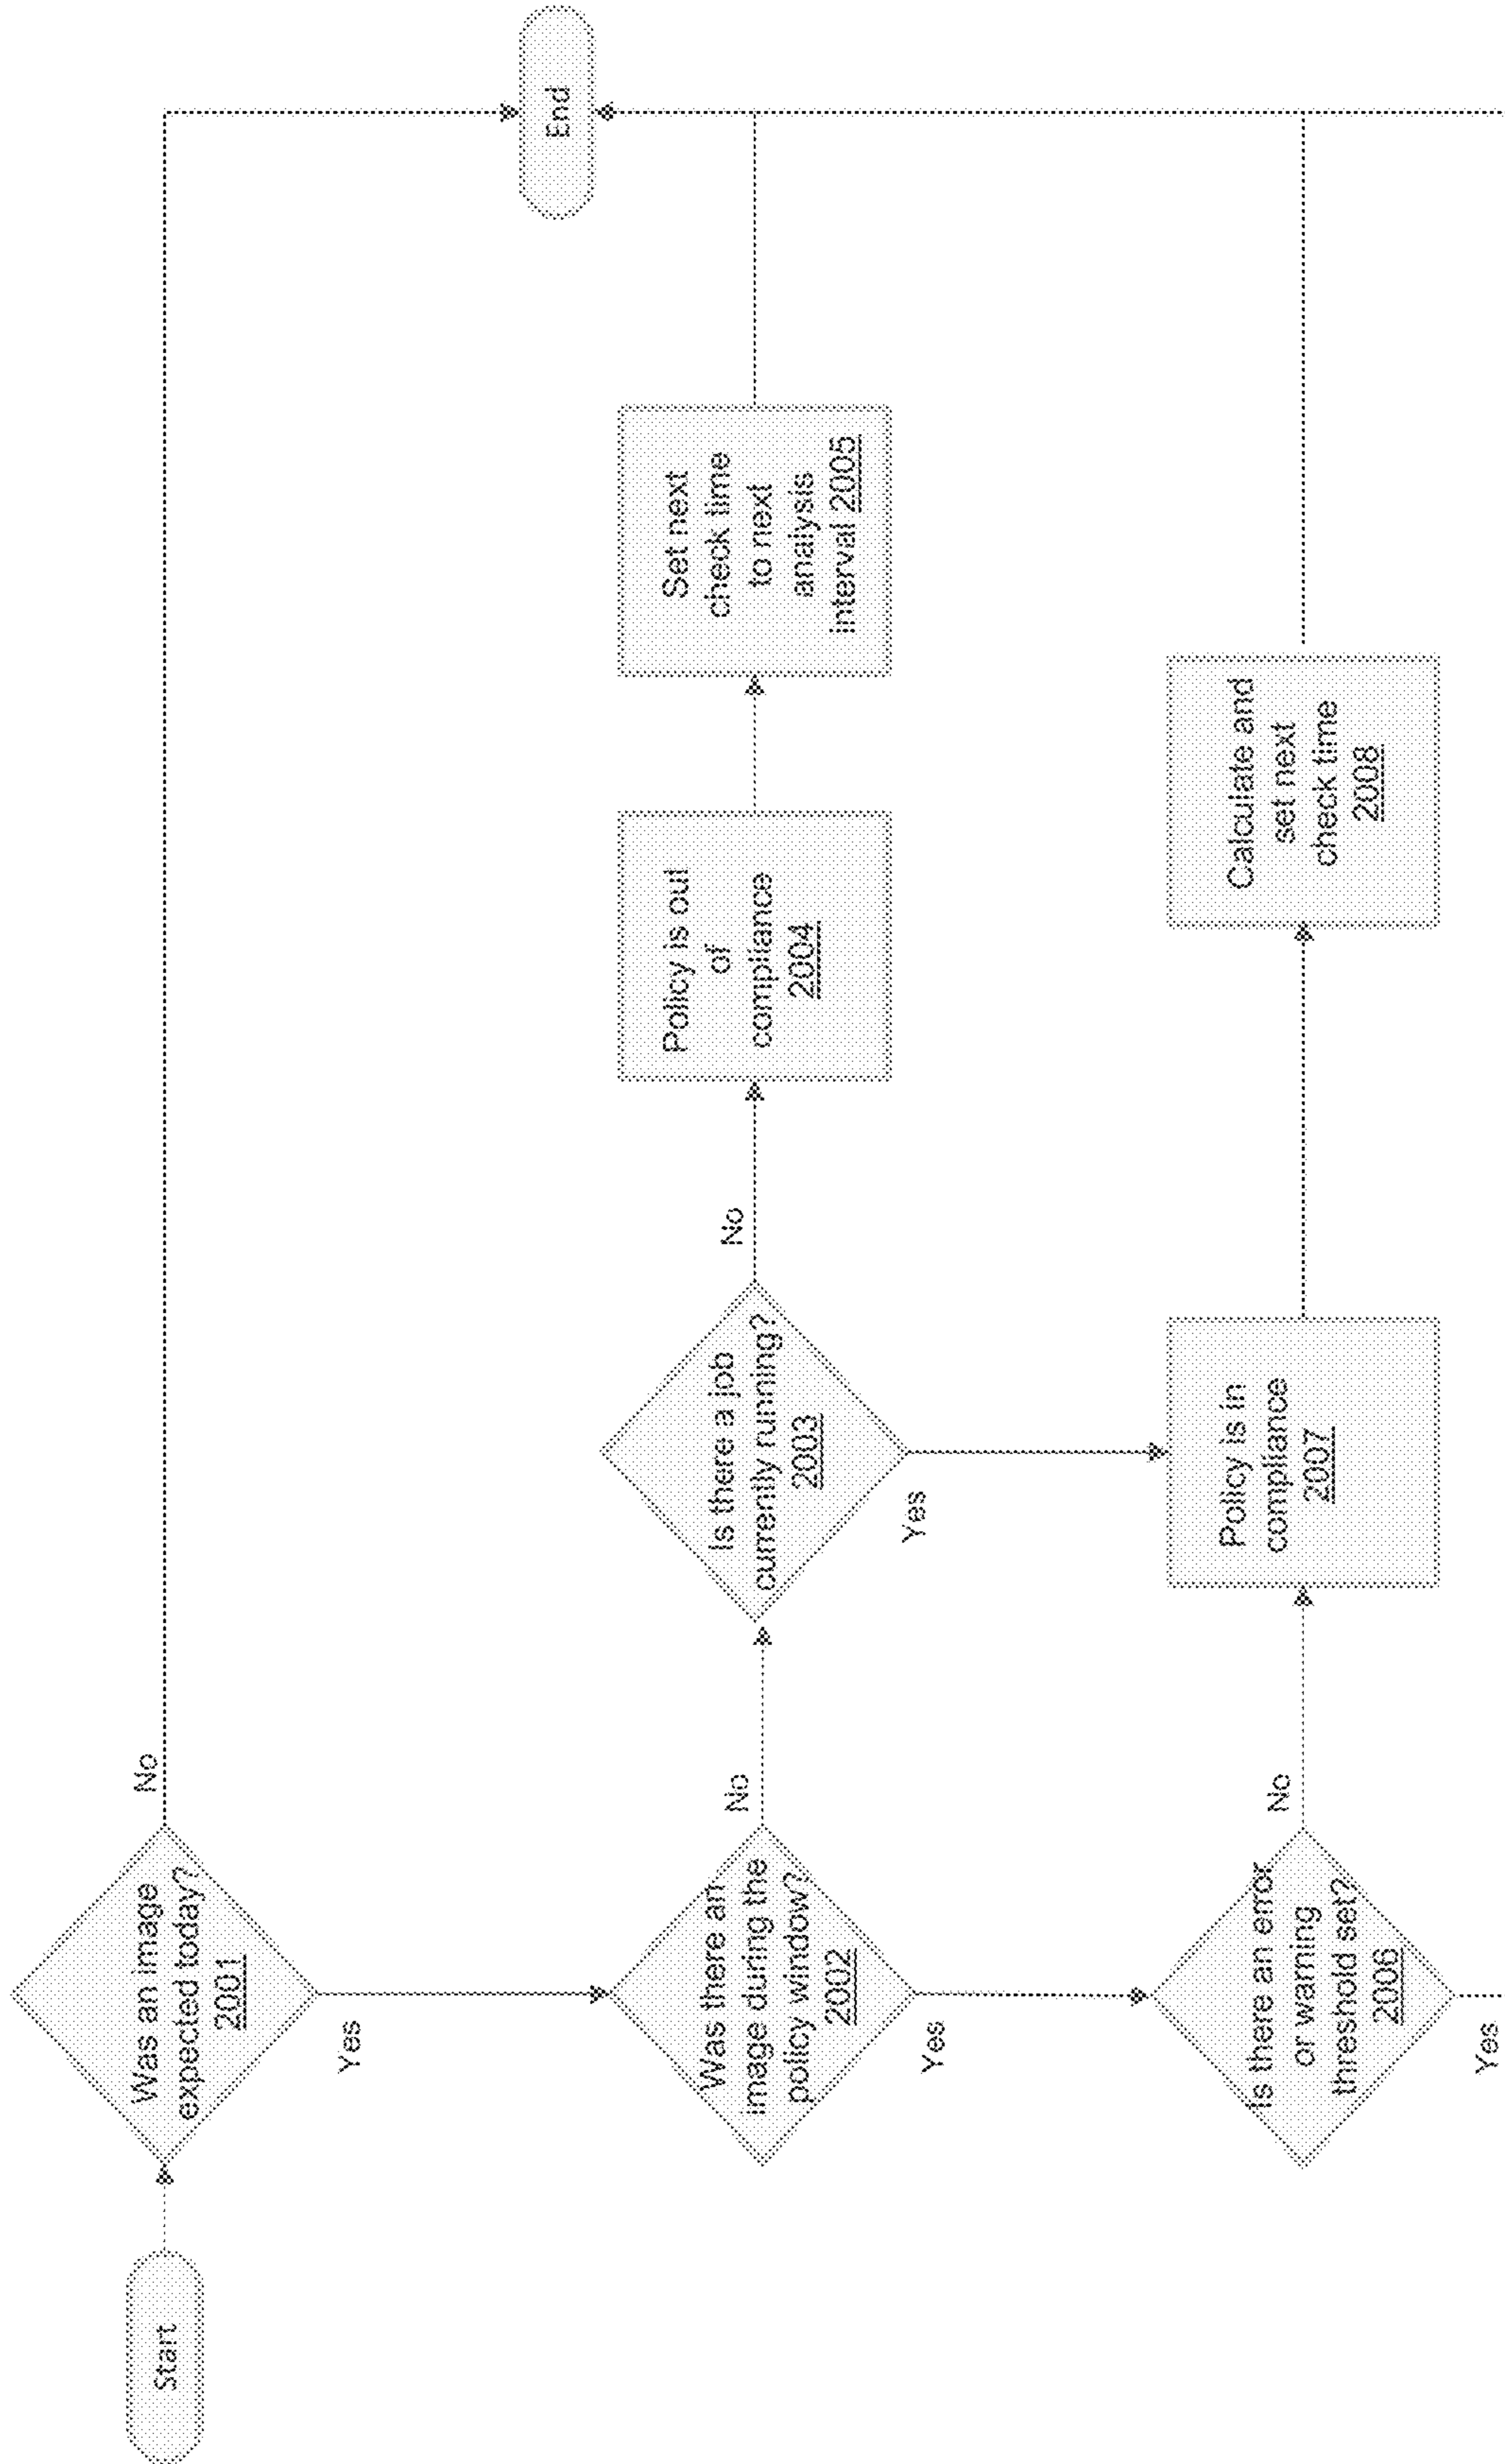 Start
Was an image
expected today?
2001
No
Yes
End
Was there an
image during the
policy window?
2002
No
Yes
Is there a job
currently running?
2003
No
Yes
Policy is out
of
compliance
2004
Set next
check time
to next
analysis
interval 2005
Is there an error
or warning
threshold set?
2006
No
Yes
Policy is in
compliance
2007
Calculate and
set next
check time
2008